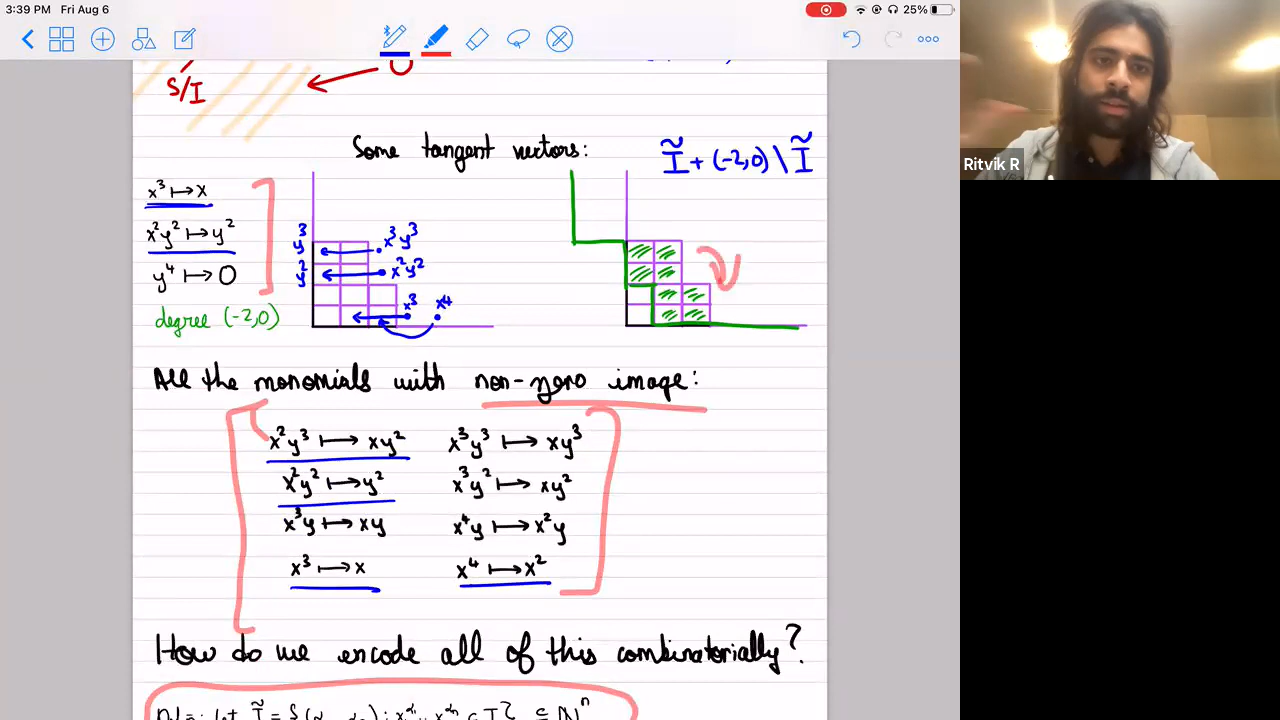 3:39 PM Fri Aug 6
25%
S/I
0
Some tangent vectors:
Ĩ + (-2,0) \ Ĩ
Ritvik R
x³ ↦ x
x²y² ↦ y²
y⁴ ↦ 0
degree (-2,0)
y³
x³y³
y²
x²y²
x³
x⁴
All the monomials with non-zero image:
x²y³ ↦ xy² x³y³ ↦ xy³
x²y² ↦ y² x³y² ↦ xy²
x³y ↦ xy x⁴y ↦ x²y
x³ ↦ x x⁴ ↦ x²
How do we encode all of this combinatorially?